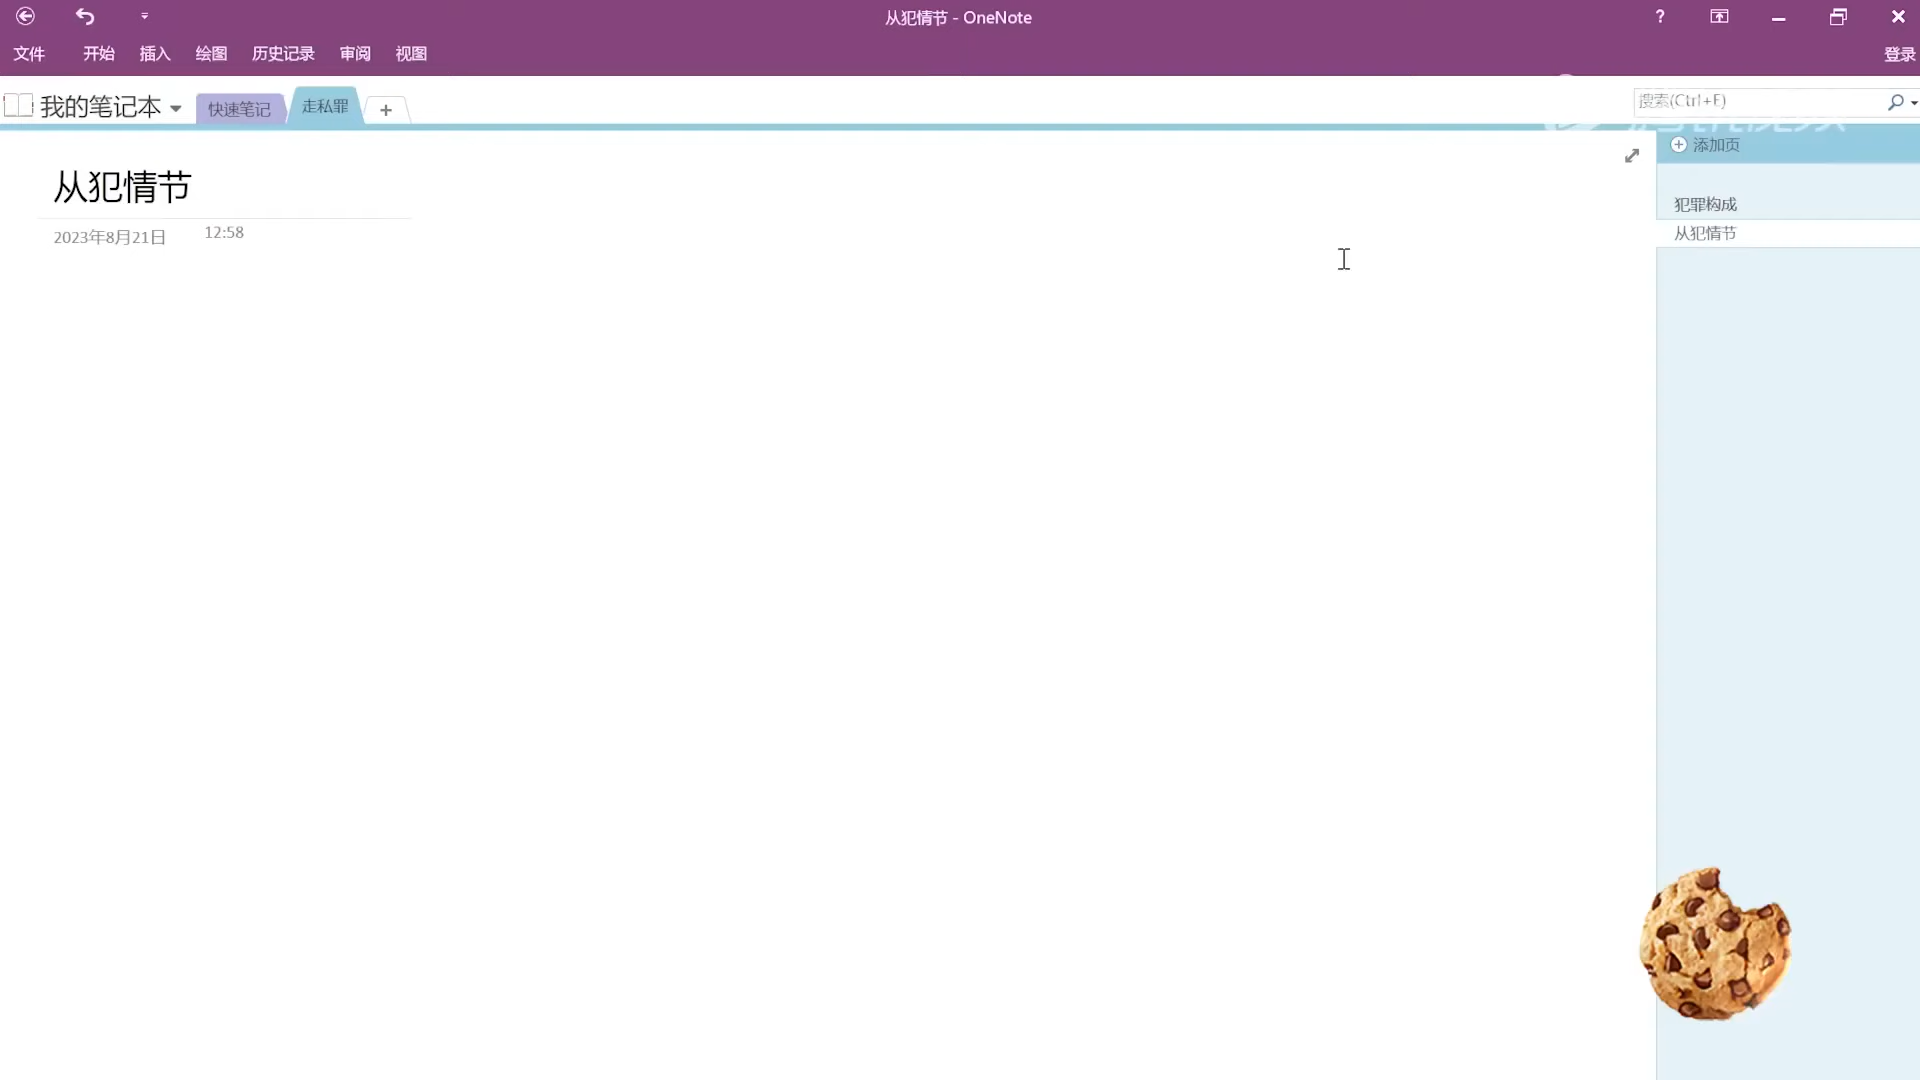 从犯情节 - OneNote
?
文件 开始 插入 绘图 历史记录 审阅 视图 登录
我的笔记本 快速笔记 走私罪 +
搜索(Ctrl+E)
添加页
从犯情节
2023年8月21日 12:58
犯罪构成
从犯情节